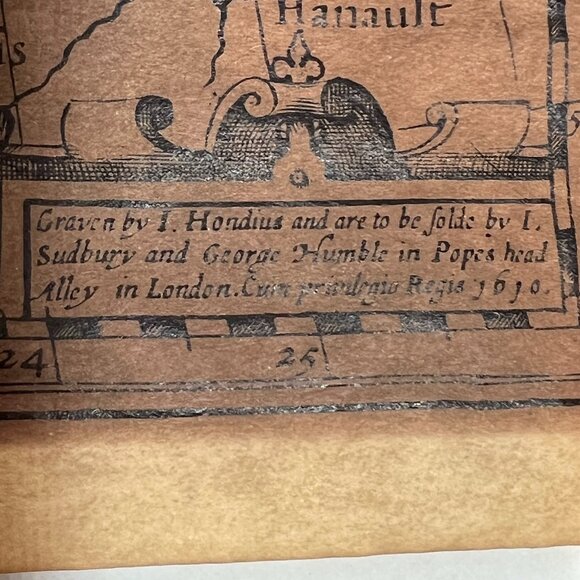 Hanault
Graven by I. Hondius and are to be solde by I.
Sudbury and George Humble in Popes head
Alley in London. Cum privilegio Regis 1610.
24
25